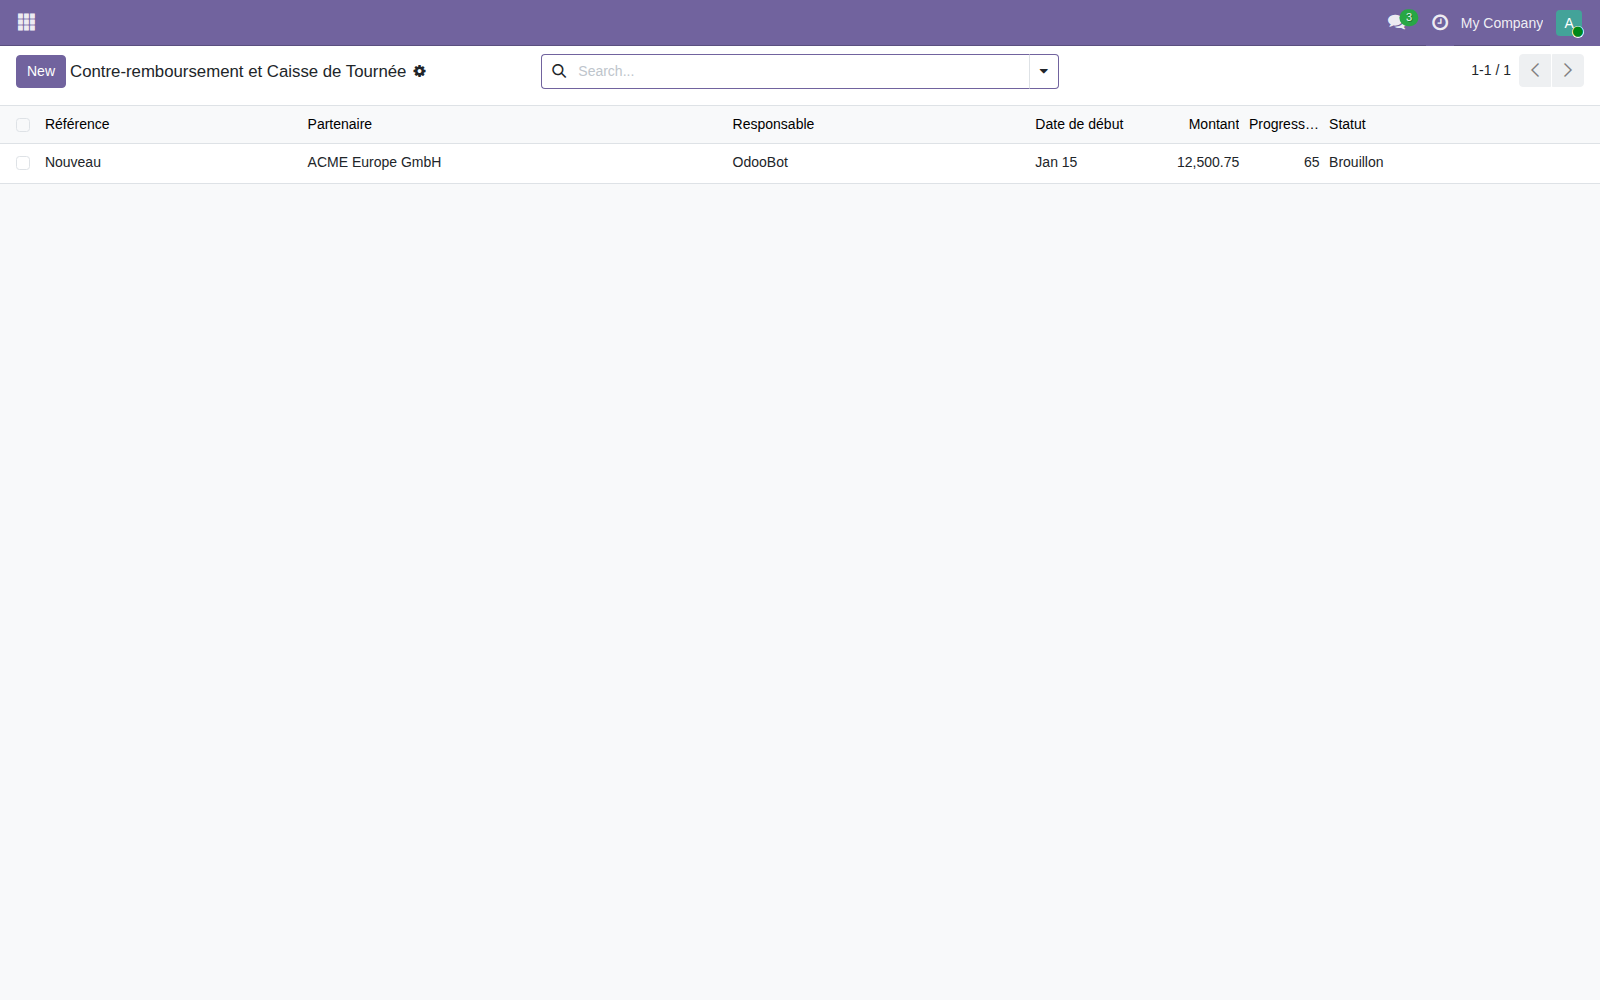 3 My Company A
New Contre-remboursement et Caisse de Tournée Search... 1-1 / 1
Référence Partenaire Responsable Date de début Montant Progress… Statut
Nouveau ACME Europe GmbH OdooBot Jan 15 12,500.75 65 Brouillon